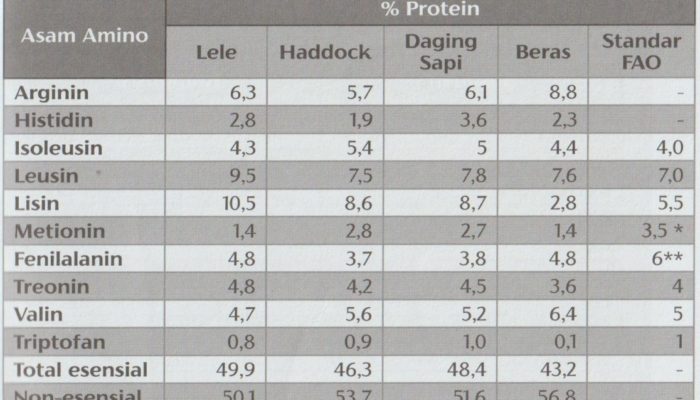 Asam Amino % Protein
Lele Haddock Daging Sapi Beras Standar FAO
Arginin 6,3 5,7 6,1 8,8 -
Histidin 2,8 1,9 3,6 2,3 -
Isoleusin 4,3 5,4 5 4,4 4,0
Leusin 9,5 7,5 7,8 7,6 7,0
Lisin 10,5 8,6 8,7 2,8 5,5
Metionin 1,4 2,8 2,7 1,4 3,5 *
Fenilalanin 4,8 3,7 3,8 4,8 6**
Treonin 4,8 4,2 4,5 3,6 4
Valin 4,7 5,6 5,2 6,4 5
Triptofan 0,8 0,9 1,0 0,1 1
Total esensial 49,9 46,3 48,4 43,2 -
Non-esensial 50,1 53,7 51,6 56,8 -